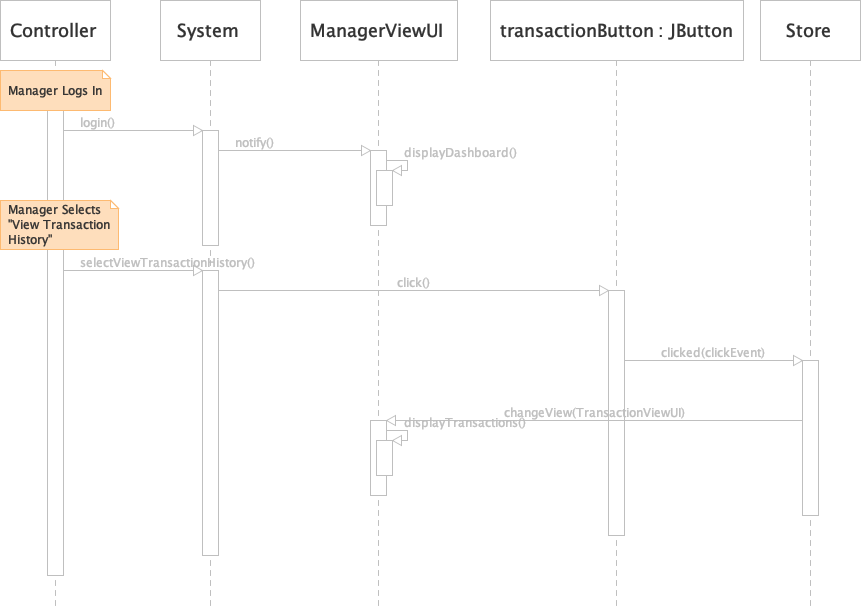 Controller
System
ManagerViewUI
transactionButton : JButton
Store
Manager Logs In
login()
notify()
displayDashboard()
Manager Selects
"View Transaction
History"
selectViewTransactionHistory()
click()
clicked(clickEvent)
changeView(TransactionViewUI)
displayTransactions()